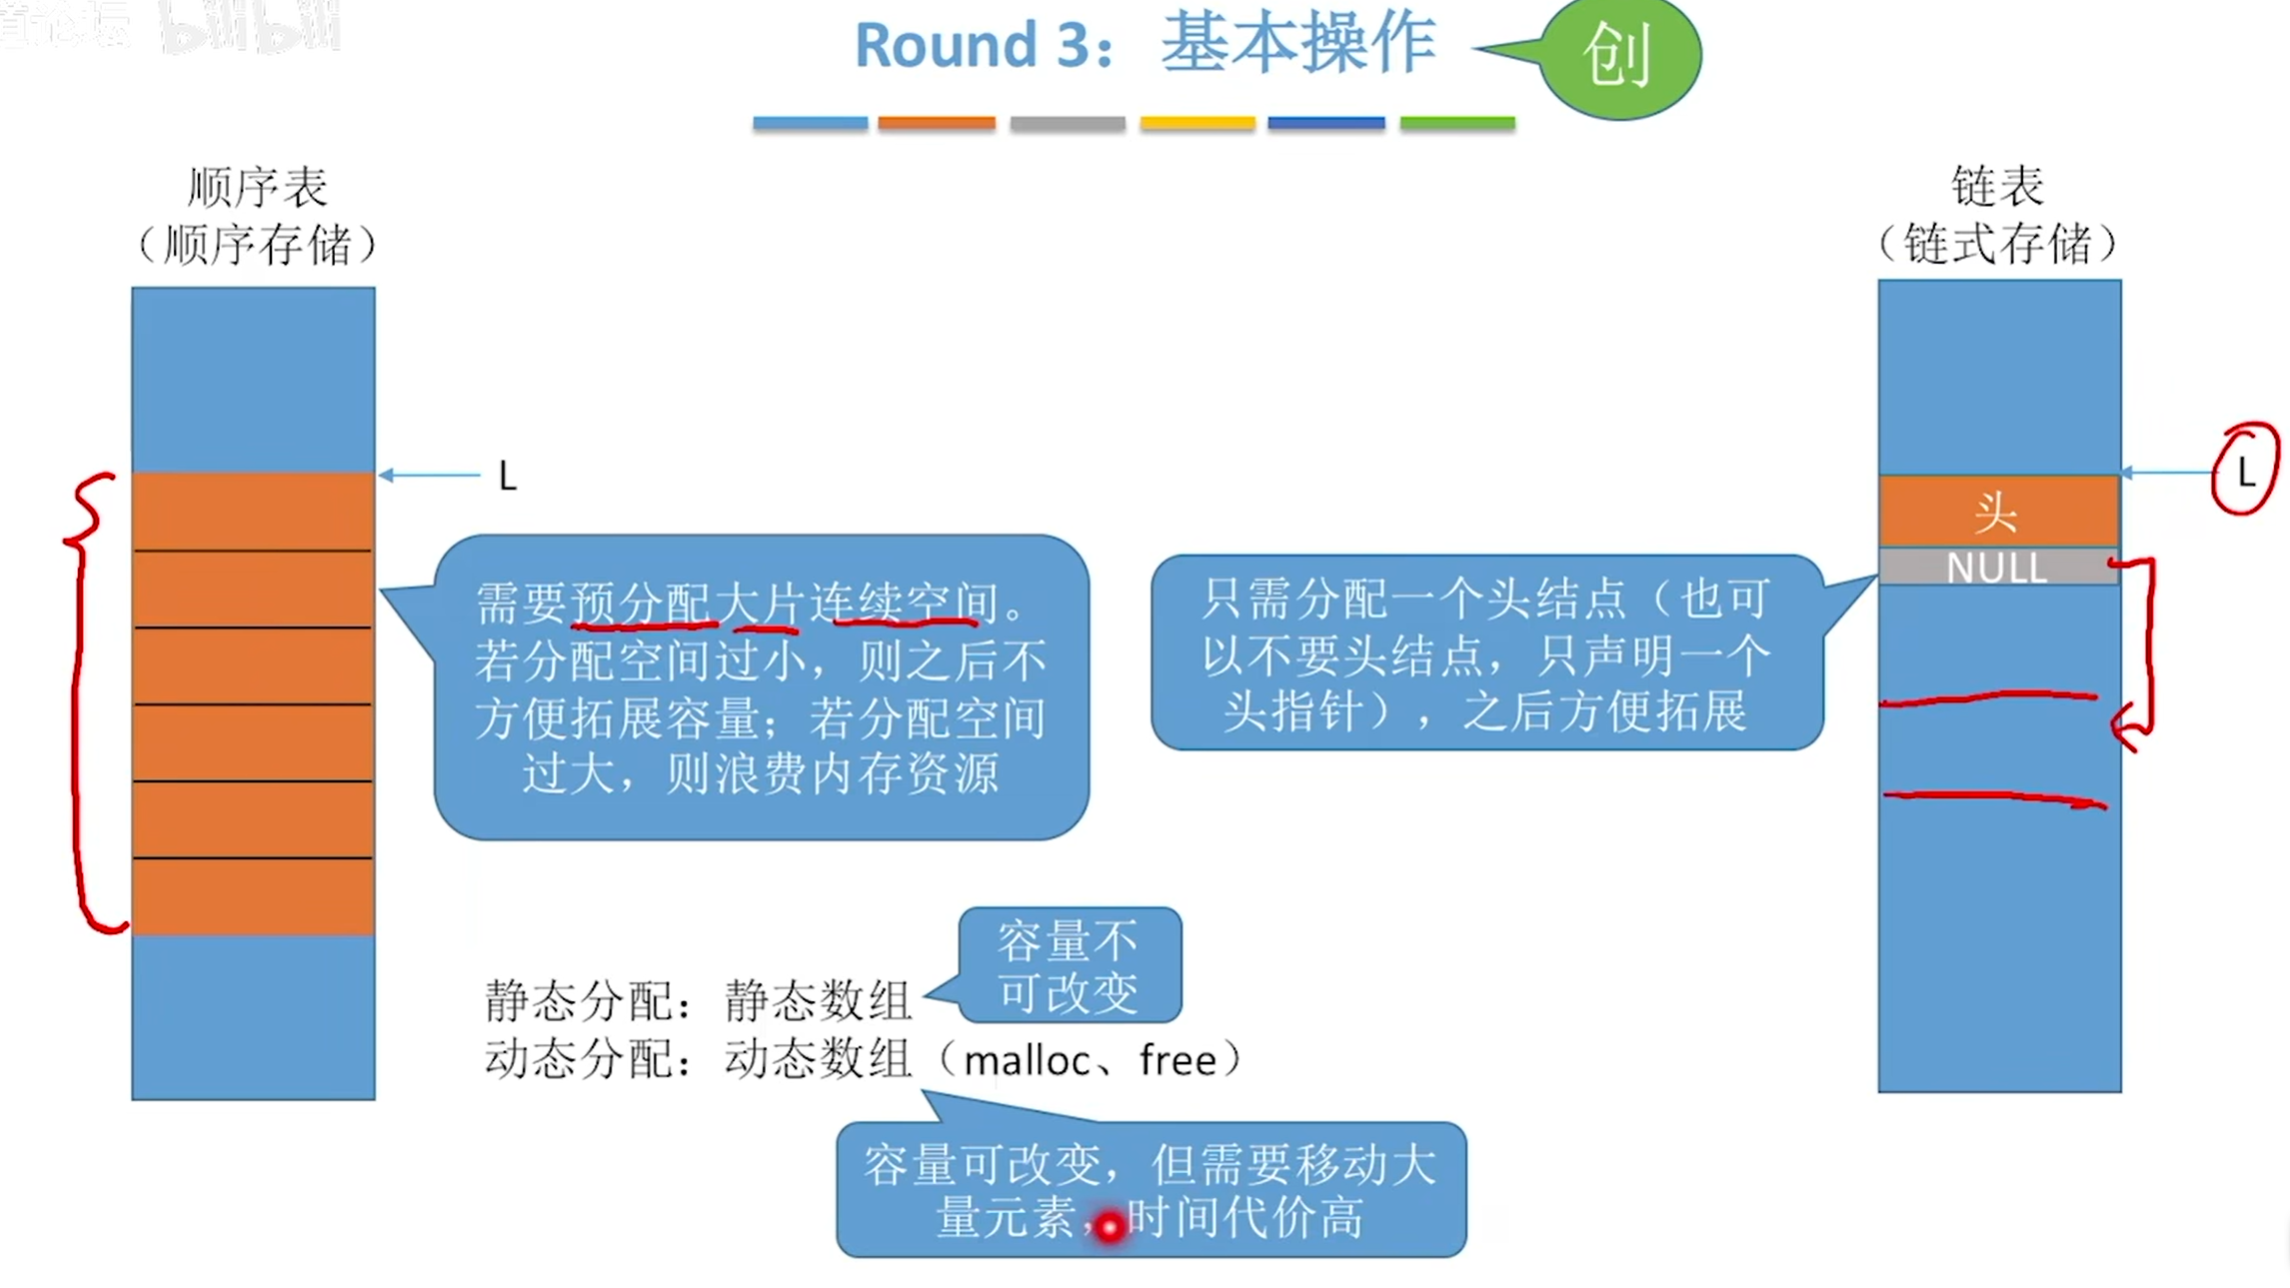 道论坛 bilibili
Round 3：基本操作
创
顺序表
（顺序存储）
L
需要预分配大片连续空间。
若分配空间过小，则之后不
方便拓展容量；若分配空间
过大，则浪费内存资源
链表
（链式存储）
L
头
NULL
只需分配一个头结点（也可
以不要头结点，只声明一个
头指针），之后方便拓展
容量不
可改变
静态分配：静态数组
动态分配：动态数组（malloc、free）
容量可改变，但需要移动大
量元素，时间代价高